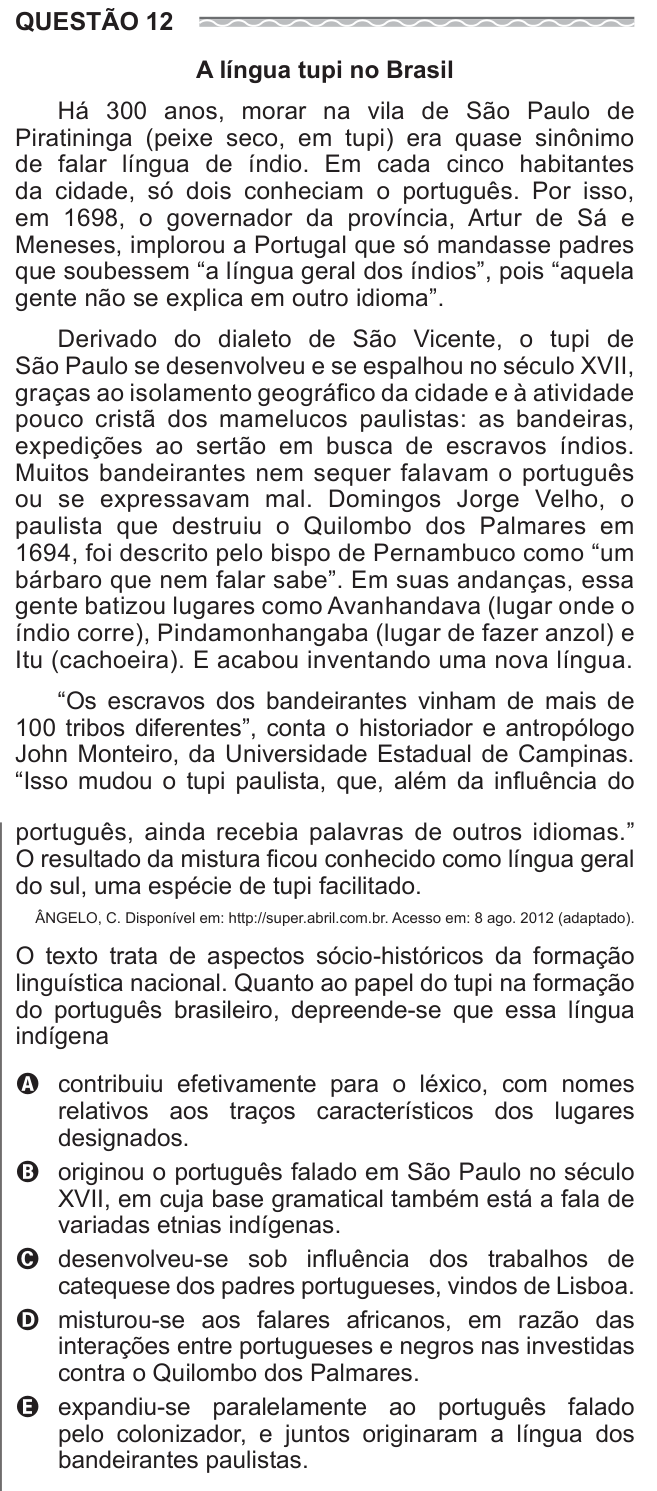 QUESTÃO 12
A língua tupi no Brasil
Há 300 anos, morar na vila de São Paulo de
Piratininga (peixe seco, em tupi) era quase sinônimo
de falar língua de índio. Em cada cinco habitantes
da cidade, só dois conheciam o português. Por isso,
em 1698, o governador da província, Artur de Sá e
Meneses, implorou a Portugal que só mandasse padres
que soubessem “a língua geral dos índios”, pois “aquela
gente não se explica em outro idioma”.
Derivado do dialeto de São Vicente, o tupi de
São Paulo se desenvolveu e se espalhou no século XVII,
graças ao isolamento geográfico da cidade e à atividade
pouco cristã dos mamelucos paulistas: as bandeiras,
expedições ao sertão em busca de escravos índios.
Muitos bandeirantes nem sequer falavam o português
ou se expressavam mal. Domingos Jorge Velho, o
paulista que destruiu o Quilombo dos Palmares em
1694, foi descrito pelo bispo de Pernambuco como “um
bárbaro que nem falar sabe”. Em suas andanças, essa
gente batizou lugares como Avanhandava (lugar onde o
índio corre), Pindamonhangaba (lugar de fazer anzol) e
Itu (cachoeira). E acabou inventando uma nova língua.
“Os escravos dos bandeirantes vinham de mais de
100 tribos diferentes”, conta o historiador e antropólogo
John Monteiro, da Universidade Estadual de Campinas.
“Isso mudou o tupi paulista, que, além da influência do
português, ainda recebia palavras de outros idiomas.”
O resultado da mistura ficou conhecido como língua geral
do sul, uma espécie de tupi facilitado.
ÂNGELO, C. Disponível em: http://super.abril.com.br. Acesso em: 8 ago. 2012 (adaptado).
O texto trata de aspectos sócio-históricos da formação
linguística nacional. Quanto ao papel do tupi na formação
do português brasileiro, depreende-se que essa língua
indígena
A contribuiu efetivamente para o léxico, com nomes
relativos aos traços característicos dos lugares
designados.
B originou o português falado em São Paulo no século
XVII, em cuja base gramatical também está a fala de
variadas etnias indígenas.
C desenvolveu-se sob influência dos trabalhos de
catequese dos padres portugueses, vindos de Lisboa.
D misturou-se aos falares africanos, em razão das
interações entre portugueses e negros nas investidas
contra o Quilombo dos Palmares.
E expandiu-se paralelamente ao português falado
pelo colonizador, e juntos originaram a língua dos
bandeirantes paulistas.